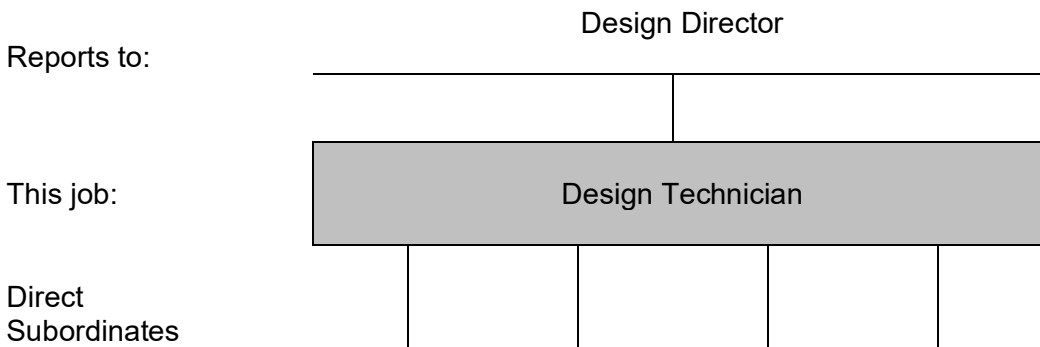 Design Director
Reports to:
This job:
Design Technician
Direct
Subordinates